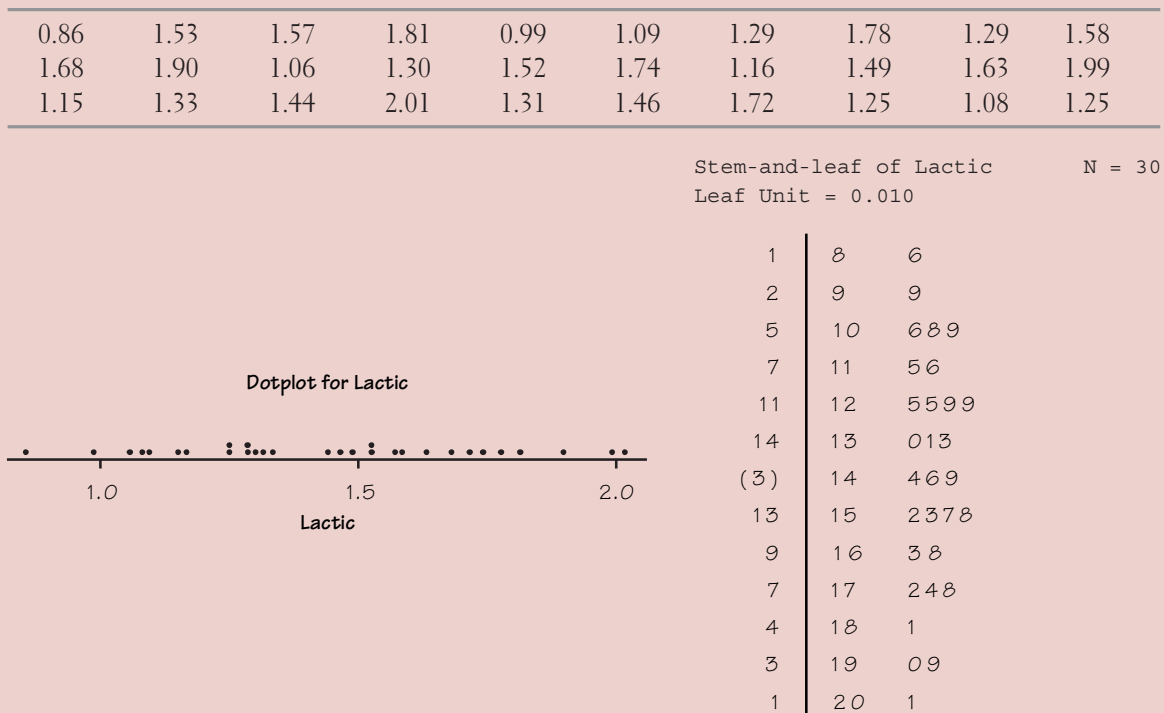 0.86 1.53 1.57 1.81 0.99 1.09 1.29 1.78 1.29 1.58
1.68 1.90 1.06 1.30 1.52 1.74 1.16 1.49 1.63 1.99
1.15 1.33 1.44 2.01 1.31 1.46 1.72 1.25 1.08 1.25
Stem-and-leaf of Lactic N = 30
Leaf Unit = 0.010
1 8 6
2 9 9
5 10 689
7 11 56
11 12 5599
14 13 013
(3) 14 469
13 15 2378
9 16 38
7 17 248
4 18 1
3 19 09
1 20 1
Dotplot for Lactic
1.0 1.5 2.0
Lactic